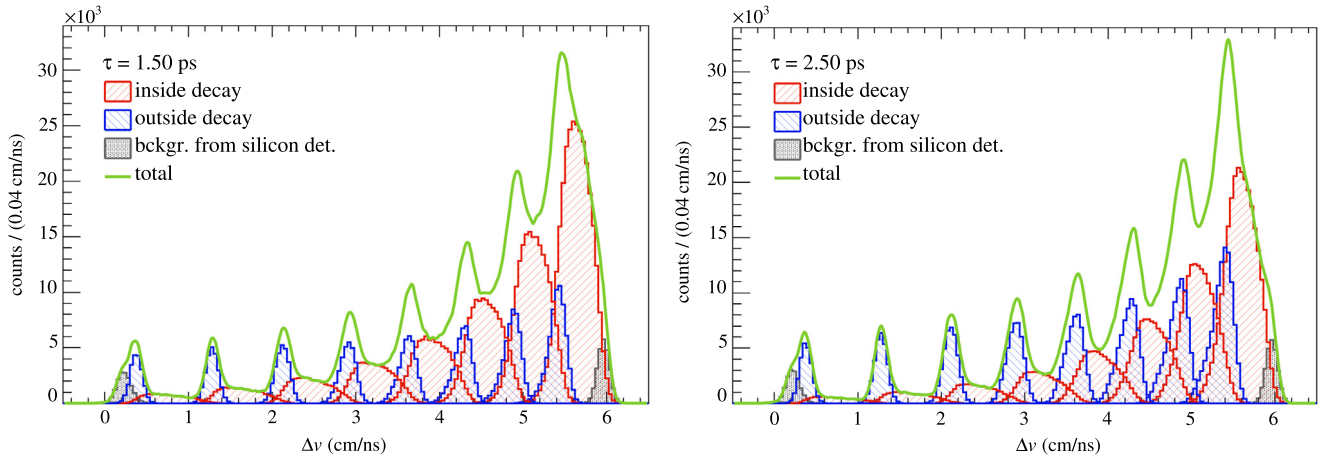 ×10³
τ = 1.50 ps
inside decay
outside decay
bckgr. from silicon det.
total
counts / (0.04 cm/ns)
30
25
20
15
10
5
0
0 1 2 3 4 5 6
Δv (cm/ns)
×10³
τ = 2.50 ps
inside decay
outside decay
bckgr. from silicon det.
total
counts / (0.04 cm/ns)
30
25
20
15
10
5
0
0 1 2 3 4 5 6
Δv (cm/ns)